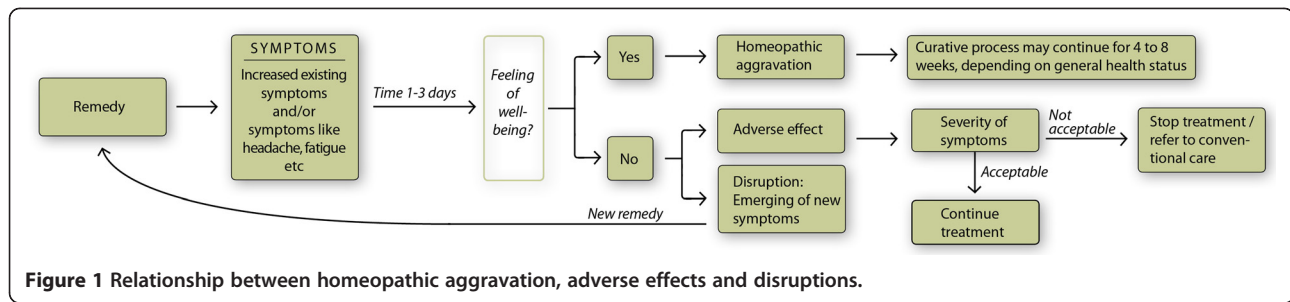 Remedy
SYMPTOMS
Increased existing
symptoms
and/or
symptoms like
headache, fatigue
etc
Time 1-3 days
Feeling
of
well-
being?
Yes
Homeopathic
aggravation
Curative process may continue for 4 to 8
weeks, depending on general health status
No
Adverse effect
Severity of
symptoms
Not
acceptable
Stop treatment /
refer to conven-
tional care
Acceptable
Continue
treatment
Disruption:
Emerging of new
symptoms
New remedy
Figure 1 Relationship between homeopathic aggravation, adverse effects and disruptions.